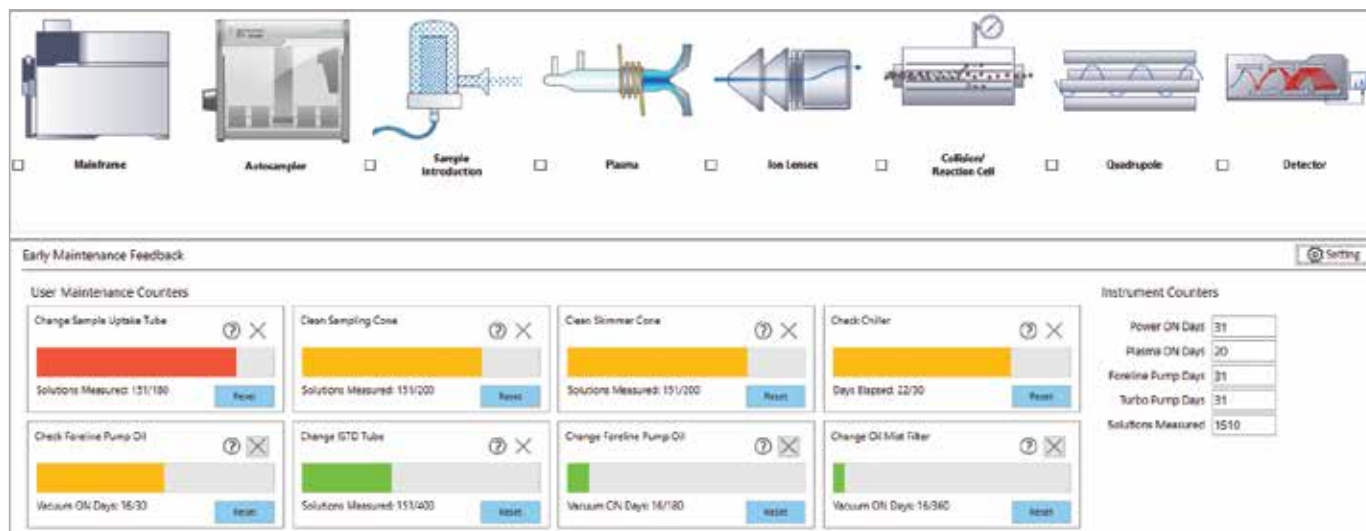 Mainframe
Autosampler
Sample
Introduction
Plasma
Ion Lenses
Collision/
Reaction Cell
Quadrupole
Detector
Early Maintenance Feedback
Setting
User Maintenance Counters
Instrument Counters
Change Sample Uptake Tube
Clean Sampling Cone
Clean Skimmer Cone
Check Chiller
Solutions Measured: 151/180
Reset
Solutions Measured: 151/200
Reset
Solutions Measured: 151/200
Reset
Days Elapsed: 22/30
Reset
Power ON Days 31
Plasma ON Days 20
Foreline Pump Days 31
Turbo Pump Days 31
Solutions Measured 1510
Check Foreline Pump Oil
Change ISTD Tube
Change Foreline Pump Oil
Change Oil Mist Filter
Vacuum ON Days: 16/30
Reset
Solutions Measured: 151/400
Reset
Vacuum ON Days: 16/180
Reset
Vacuum ON Days: 16/360
Reset